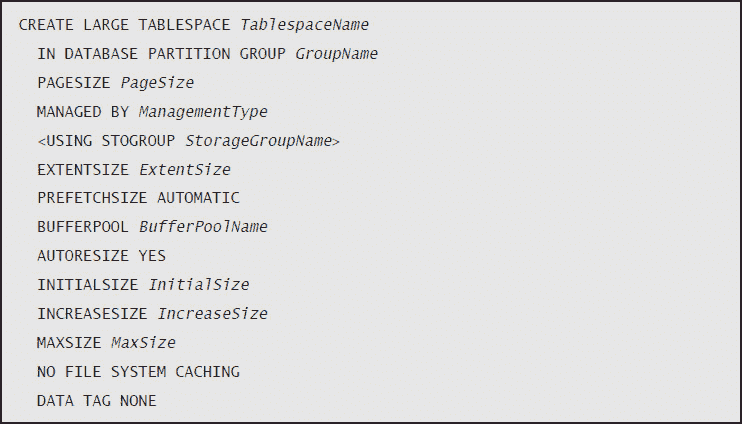 CREATE LARGE TABLESPACE TablespaceName
IN DATABASE PARTITION GROUP GroupName
PAGESIZE PageSize
MANAGED BY ManagementType
<USING STOGROUP StorageGroupName>
EXTENTSIZE ExtentSize
PREFETCHSIZE AUTOMATIC
BUFFERPOOL BufferPoolName
AUTORESIZE YES
INITIALSIZE InitialSize
INCREASESIZE IncreaseSize
MAXSIZE MaxSize
NO FILE SYSTEM CACHING
DATA TAG NONE